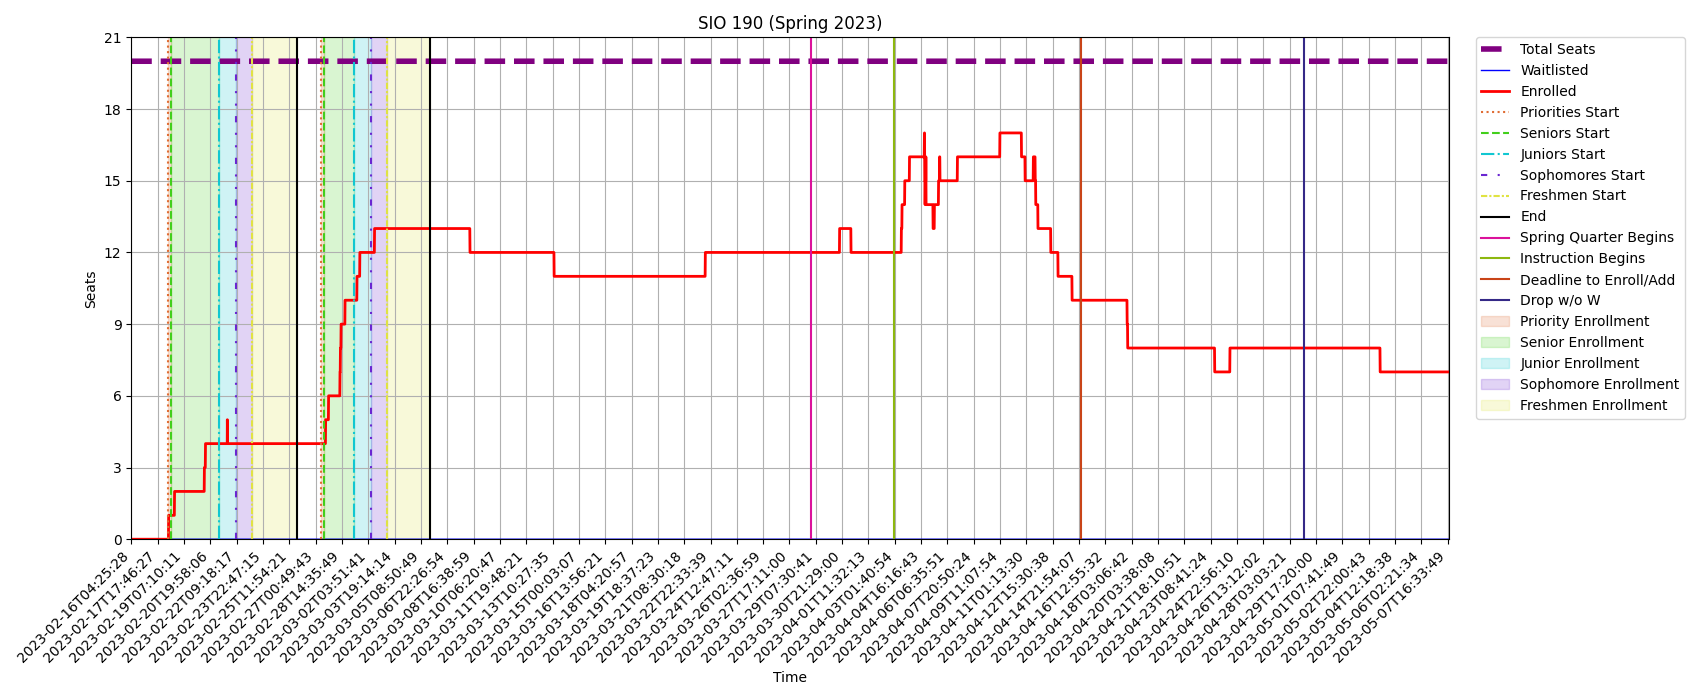 SIO 190 (Spring 2023)
21
18
15
12
9
6
3
0
Seats
2023-02-16T04:25:28
2023-02-17T17:46:27
2023-02-19T07:10:11
2023-02-20T19:58:06
2023-02-22T09:18:17
2023-02-23T22:47:15
2023-02-25T11:54:21
2023-02-27T00:49:43
2023-02-28T14:35:49
2023-03-02T03:51:41
2023-03-03T19:14:14
2023-03-05T08:50:49
2023-03-06T22:26:54
2023-03-08T16:38:59
2023-03-10T06:20:47
2023-03-11T19:48:21
2023-03-13T10:27:35
2023-03-15T00:03:07
2023-03-16T13:56:21
2023-03-18T04:20:57
2023-03-19T18:37:23
2023-03-21T08:30:18
2023-03-22T22:33:39
2023-03-24T12:47:11
2023-03-26T02:36:59
2023-03-27T17:11:00
2023-03-29T07:30:41
2023-03-30T21:29:00
2023-04-01T11:32:13
2023-04-03T01:40:54
2023-04-04T16:16:43
2023-04-06T06:35:51
2023-04-07T20:50:24
2023-04-09T11:07:54
2023-04-11T01:13:30
2023-04-12T15:30:38
2023-04-14T21:54:07
2023-04-16T12:55:32
2023-04-18T03:06:42
2023-04-20T03:38:08
2023-04-21T18:10:51
2023-04-23T08:41:24
2023-04-24T22:56:10
2023-04-26T13:12:02
2023-04-28T03:03:21
2023-04-29T17:20:00
2023-05-01T07:41:49
2023-05-02T22:00:43
2023-05-04T12:18:38
2023-05-06T02:21:34
2023-05-07T16:33:49
Time
Total Seats
Waitlisted
Enrolled
Priorities Start
Seniors Start
Juniors Start
Sophomores Start
Freshmen Start
End
Spring Quarter Begins
Instruction Begins
Deadline to Enroll/Add
Drop w/o W
Priority Enrollment
Senior Enrollment
Junior Enrollment
Sophomore Enrollment
Freshmen Enrollment